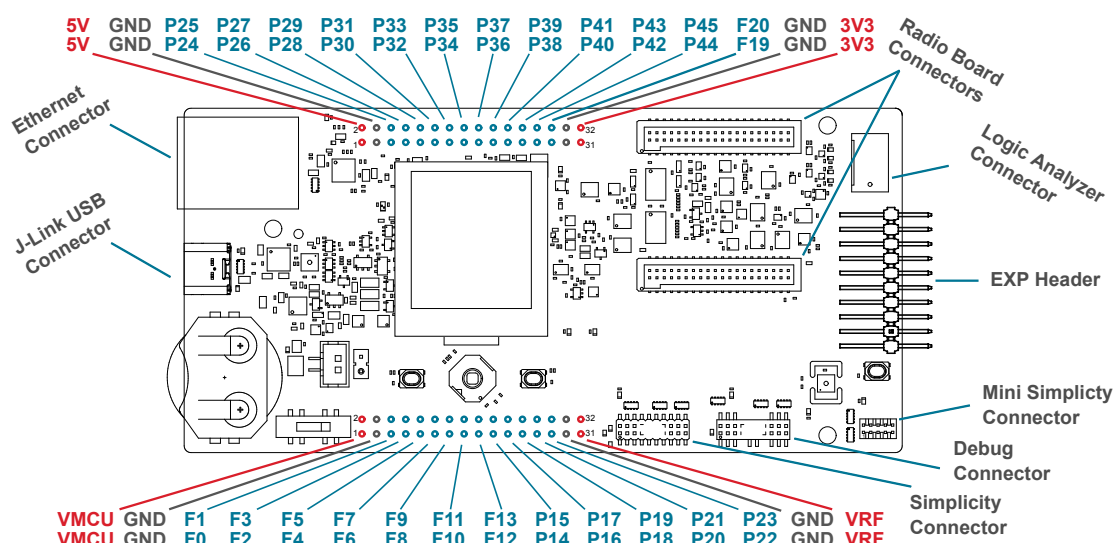 5V GND P25 P27 P29 P31 P33 P35 P37 P39 P41 P43 P45 F20 GND 3V3
5V GND P24 P26 P28 P30 P32 P34 P36 P38 P40 P42 P44 F19 GND 3V3
Radio Board
Connectors
Ethernet
Connector
2
32
1
31
Logic Analyzer
Connector
J-Link USB
Connector
EXP Header
Mini Simplicty
Connector
2
32
1
31
Debug
Connector
Simplicity
Connector
VMCU GND F1 F3 F5 F7 F9 F11 F13 P15 P17 P19 P21 P23 GND VRF
VMCU GND F0 F2 F4 F6 F8 F10 F12 P14 P16 P18 P20 P22 GND VRF